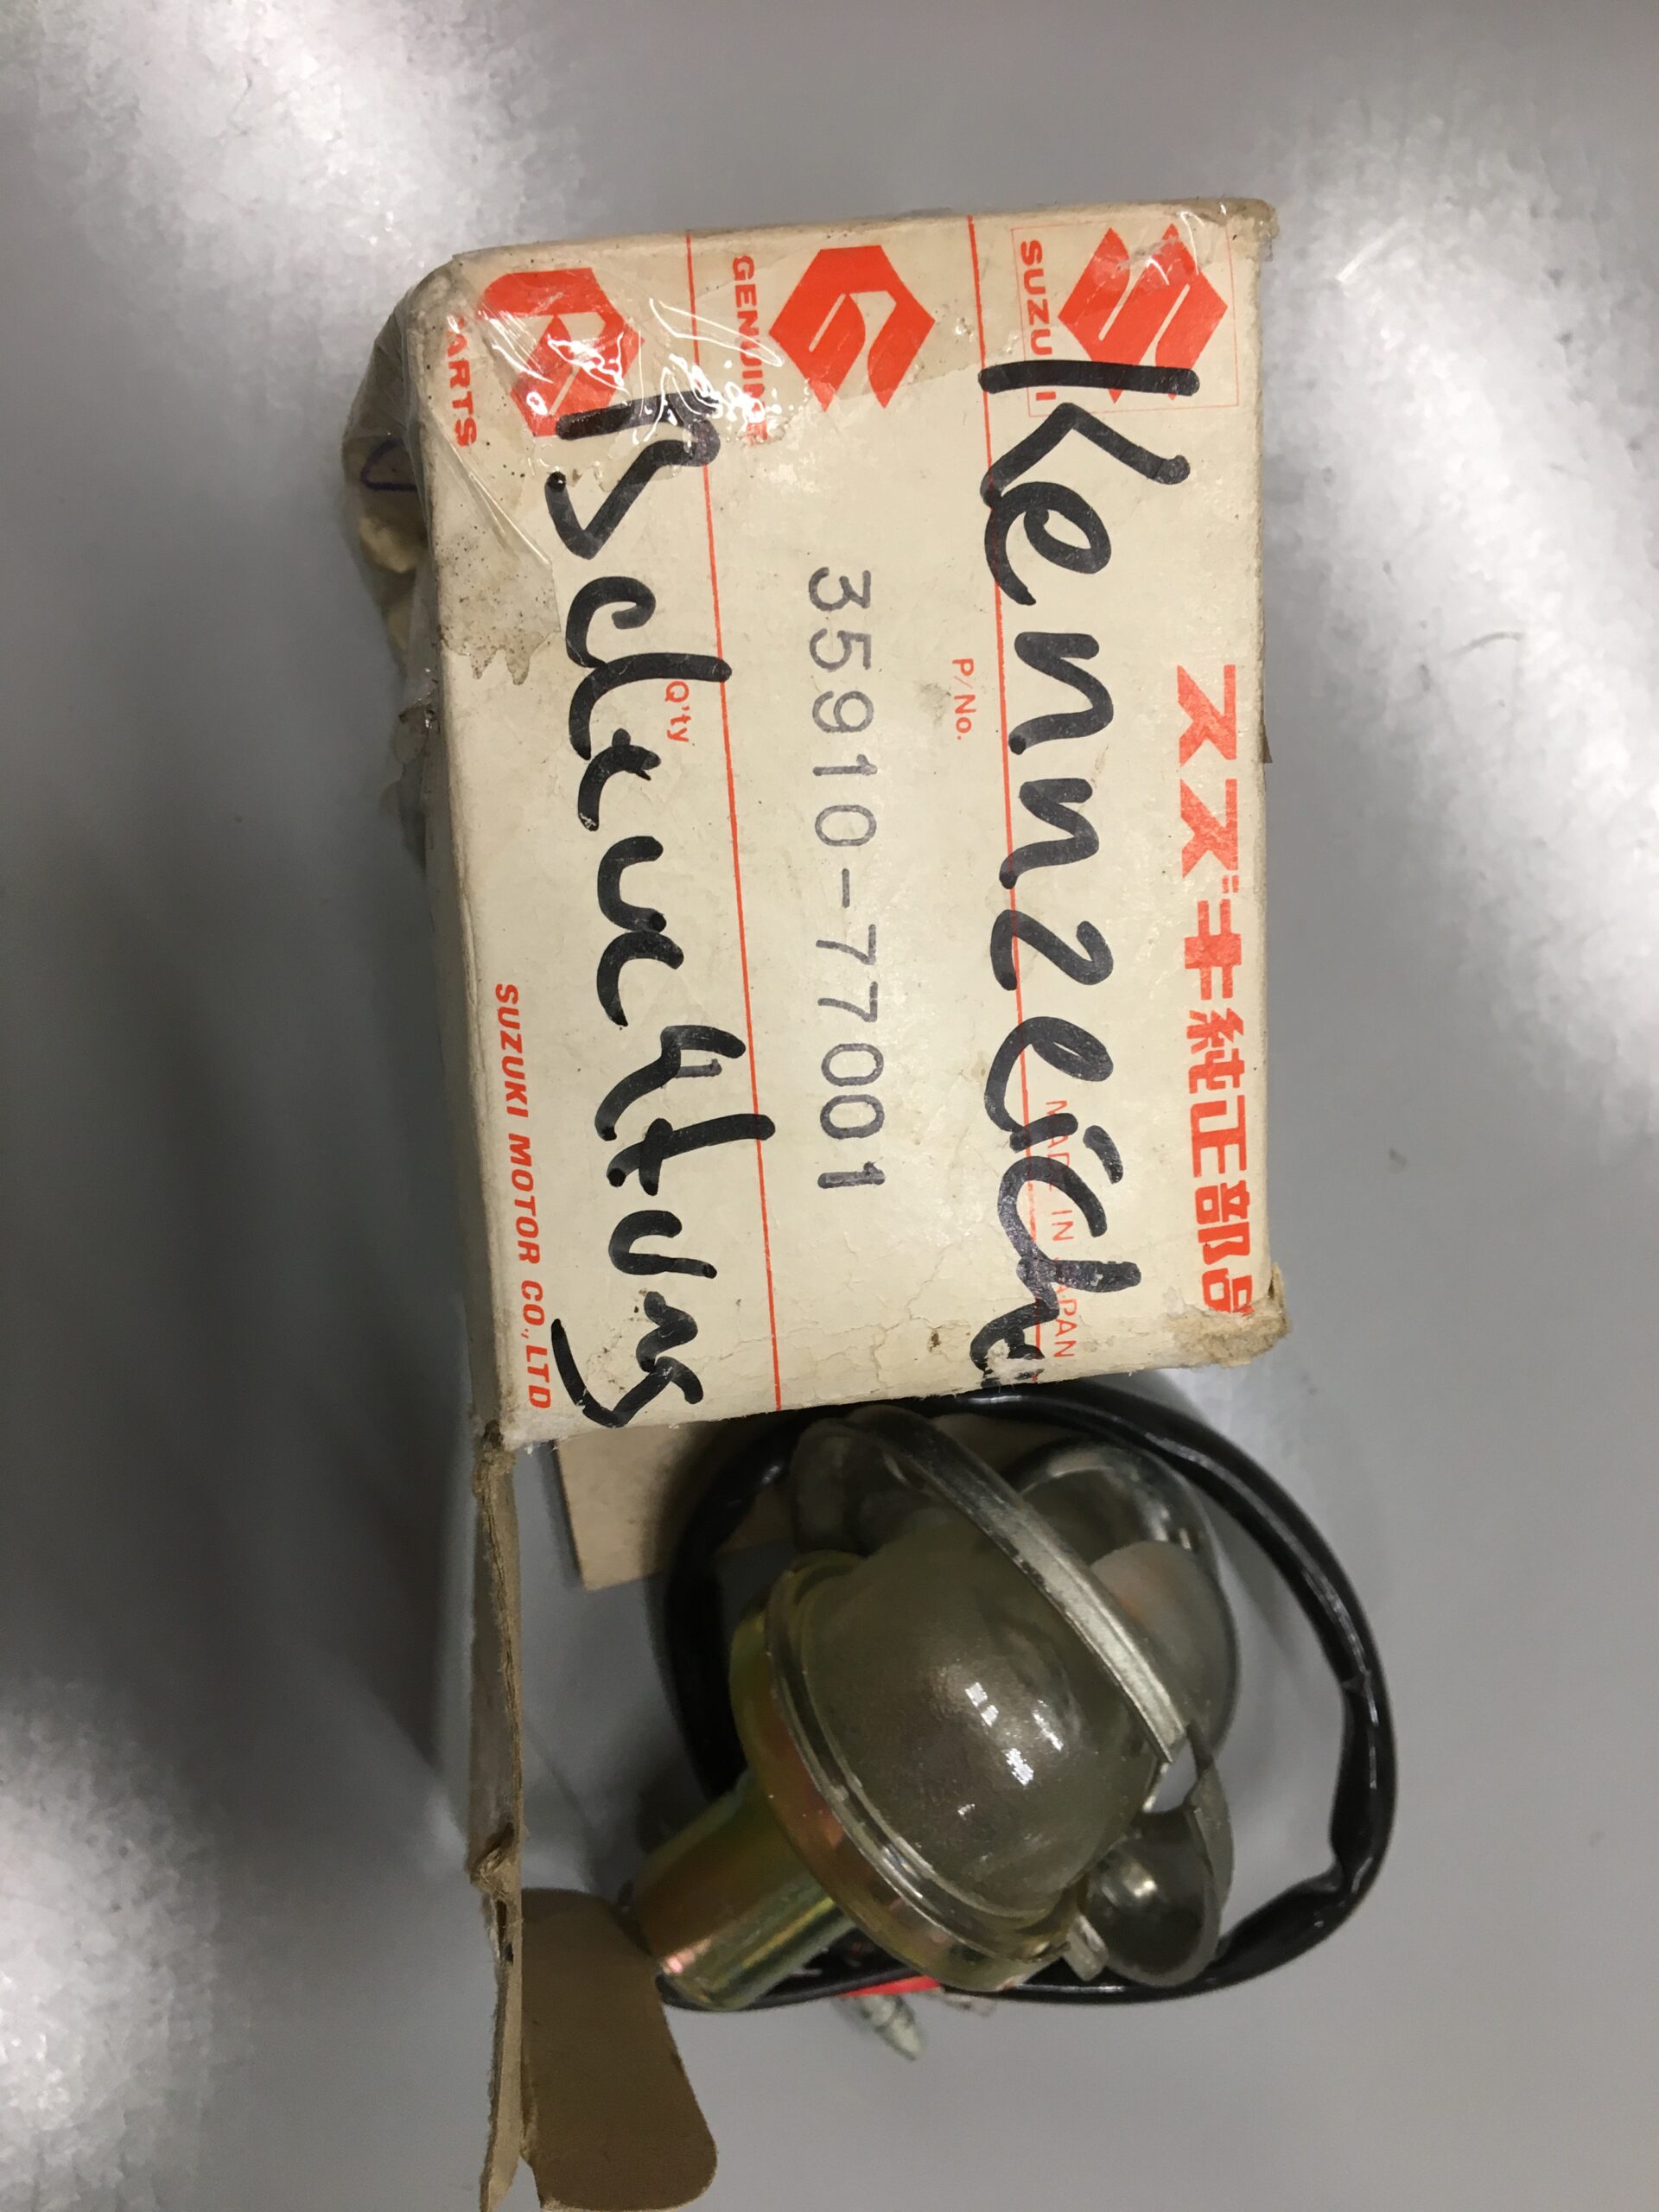 スズキ純正部品
SUZUKI
Kennzeich
P/No.
MADE IN JAPAN
35910-77001
GENUINE
Q'ty
Beleuchtung
PARTS
SUZUKI MOTOR CO.,LTD